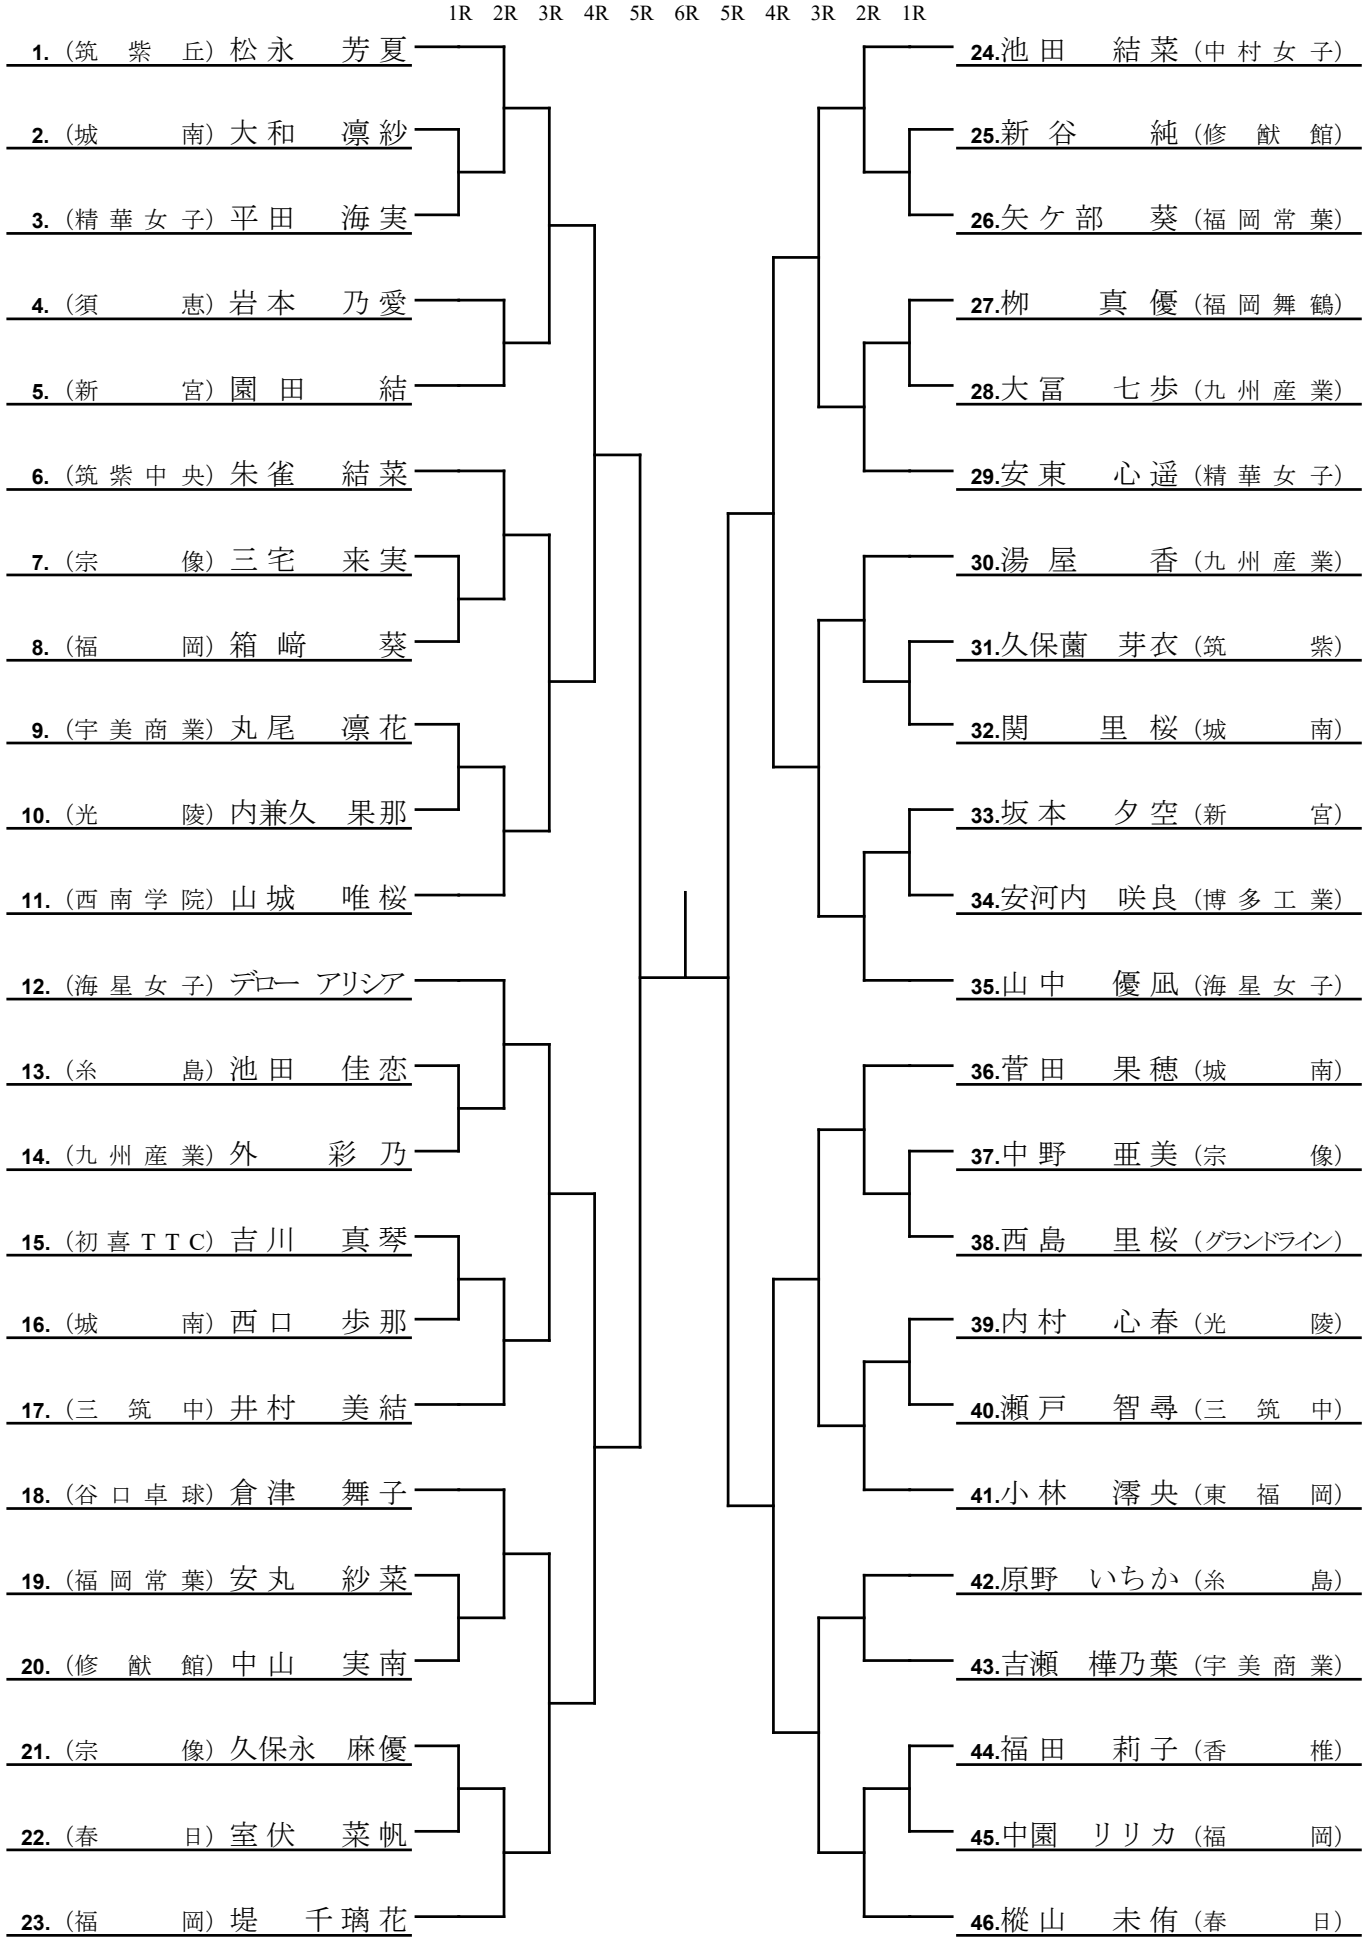 1R 2R 3R 4R 5R 6R 5R 4R 3R 2R 1R
1. (筑紫丘) 松永 芳夏
2. (城南) 大和 凛紗
3. (精華女子) 平田 海実
4. (須恵) 岩本 乃愛
5. (新宮) 園田 結
6. (筑紫中央) 朱雀 結菜
7. (宗像) 三宅 来実
8. (福岡) 箱﨑 葵
9. (宇美商業) 丸尾 凛花
10. (光陵) 内兼久 果那
11. (西南学院) 山城 唯桜
12. (海星女子) デロー アリシア
13. (糸島) 池田 佳恋
14. (九州産業) 外 彩乃
15. (初喜TTC) 吉川 真琴
16. (城南) 西口 歩那
17. (三筑中) 井村 美結
18. (谷口卓球) 倉津 舞子
19. (福岡常葉) 安丸 紗菜
20. (修猷館) 中山 実南
21. (宗像) 久保永 麻優
22. (春日) 室伏 菜帆
23. (福岡) 堤 千璃花
24. 池田 結菜 (中村女子)
25. 新谷 純 (修猷館)
26. 矢ケ部 葵 (福岡常葉)
27. 栁 真優 (福岡舞鶴)
28. 大冨 七歩 (九州産業)
29. 安東 心遥 (精華女子)
30. 湯屋 香 (九州産業)
31. 久保薗 芽衣 (筑紫)
32. 関 里桜 (城南)
33. 坂本 夕空 (新宮)
34. 安河内 咲良 (博多工業)
35. 山中 優凪 (海星女子)
36. 菅田 果穂 (城南)
37. 中野 亜美 (宗像)
38. 西島 里桜 (グランドライン)
39. 内村 心春 (光陵)
40. 瀬戸 智尋 (三筑中)
41. 小林 澪央 (東福岡)
42. 原野 いちか (糸島)
43. 吉瀬 樺乃葉 (宇美商業)
44. 福田 莉子 (香椎)
45. 中園 リリカ (福岡)
46. 樅山 未侑 (春日)